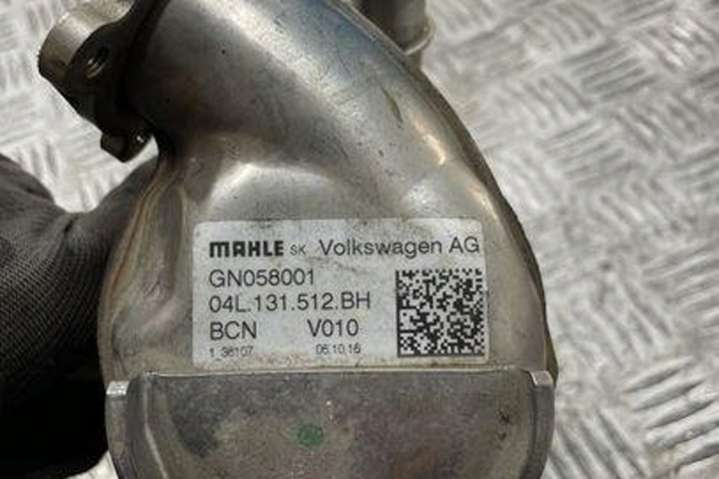 MAHLE SK Volkswagen AG
GN058001
04L.131.512.BH
BCN V010
1 36107 06.10.16